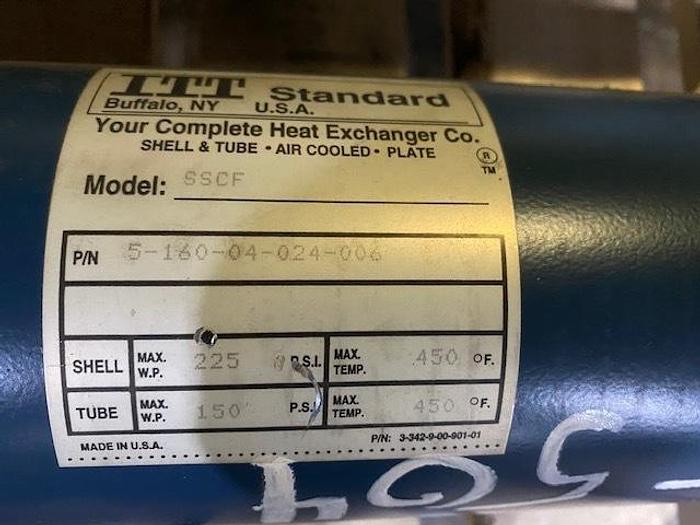 ITT Standard
Buffalo, NY U.S.A.
Your Complete Heat Exchanger Co.
SHELL & TUBE • AIR COOLED • PLATE
® TM
Model: SSCF
P/N 5-160-04-024-006
SHELL MAX. W.P. 225 P.S.I. MAX. TEMP. 450 °F.
TUBE MAX. W.P. 150 P.S.I. MAX. TEMP. 450 °F.
MADE IN U.S.A. P/N: 3-342-9-00-901-01
504